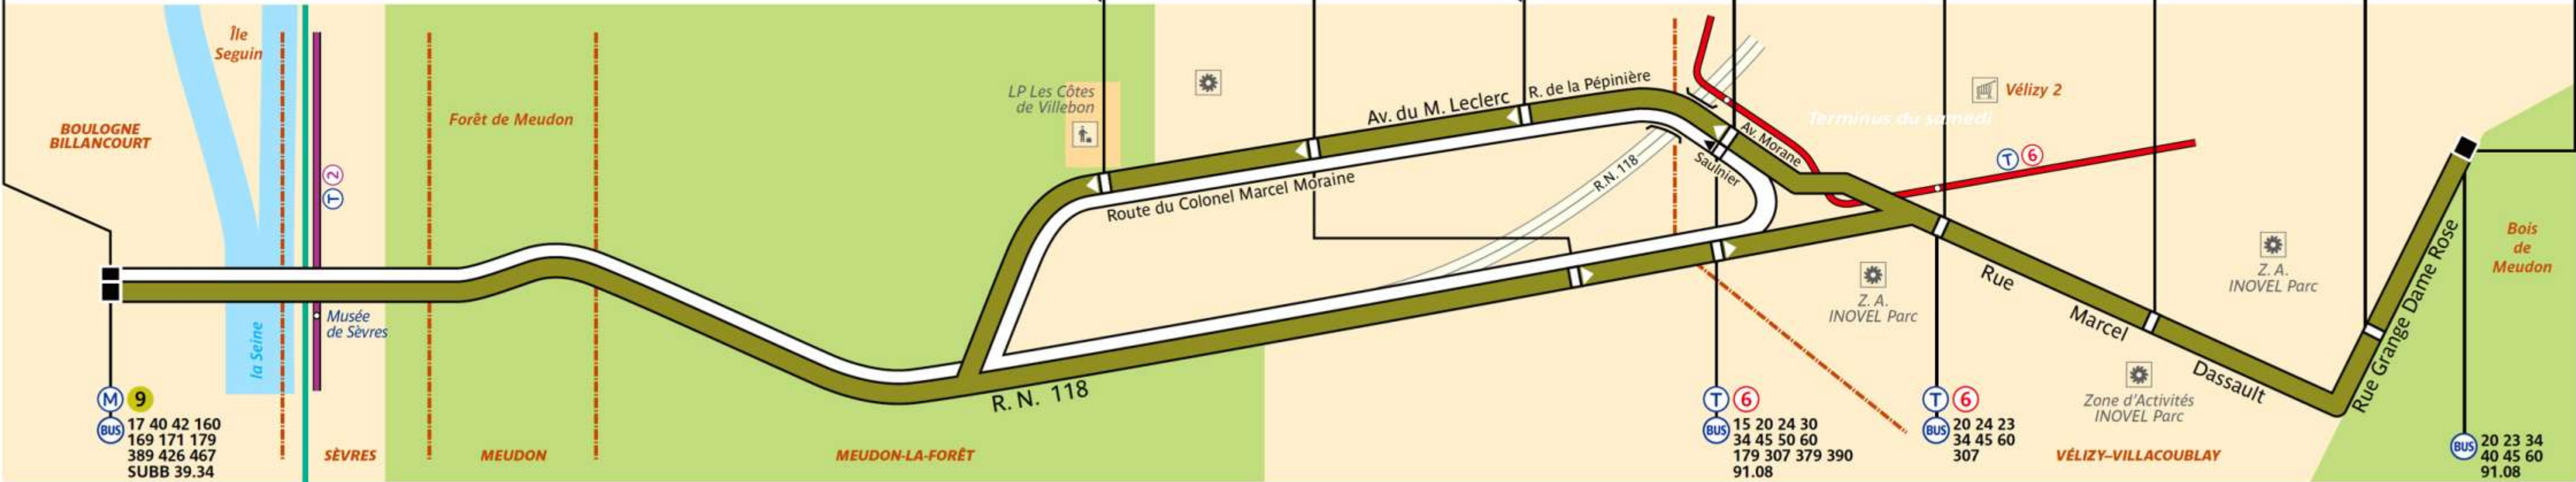 Île
Seguin
BOULOGNE
BILLANCOURT
la Seine
M 9
BUS 17 40 42 160
169 171 179
389 426 467
SUBB 39.34
T 2
Musée
de Sèvres
SÈVRES
Forêt de Meudon
MEUDON
MEUDON-LA-FORÊT
LP Les Côtes
de Villebon
R. N. 118
Av. du M. Leclerc
R. de la Pépinière
Route du Colonel Marcel Moraine
R.N. 118
Av. Morane
Saulnier
Terminus du samedi
Vélizy 2
T 6
Z. A.
INOVEL Parc
Z. A.
INOVEL Parc
Zone d'Activités
INOVEL Parc
Rue
Marcel
Dassault
Rue Grange Dame Rose
Bois
de
Meudon
T 6
BUS 15 20 24 30
34 45 50 60
179 307 379 390
91.08
T 6
BUS 20 24 23
34 45 60
307
VÉLIZY–VILLACOUBLAY
BUS 20 23 34
40 45 60
91.08